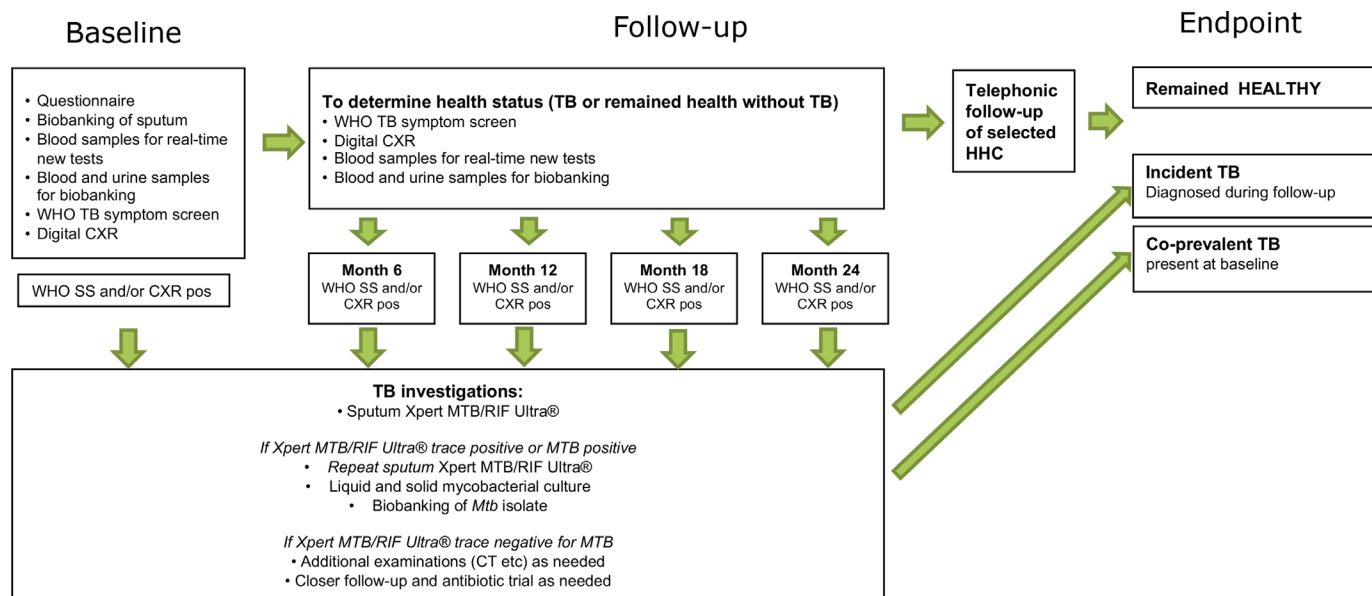 Baseline
Follow-up
Endpoint
• Questionnaire
• Biobanking of sputum
• Blood samples for real-time
new tests
• Blood and urine samples
for biobanking
• WHO TB symptom screen
• Digital CXR
WHO SS and/or CXR pos
To determine health status (TB or remained health without TB)
• WHO TB symptom screen
• Digital CXR
• Blood samples for real-time new tests
• Blood and urine samples for biobanking
Month 6
WHO SS and/or
CXR pos
Month 12
WHO SS and/or
CXR pos
Month 18
WHO SS and/or
CXR pos
Month 24
WHO SS and/or
CXR pos
Telephonic
follow-up
of selected
HHC
Remained HEALTHY
Incident TB
Diagnosed during follow-up
Co-prevalent TB
present at baseline
TB investigations:
• Sputum Xpert MTB/RIF Ultra®
If Xpert MTB/RIF Ultra® trace positive or MTB positive
• Repeat sputum Xpert MTB/RIF Ultra®
• Liquid and solid mycobacterial culture
• Biobanking of Mtb isolate
If Xpert MTB/RIF Ultra® trace negative for MTB
• Additional examinations (CT etc) as needed
• Closer follow-up and antibiotic trial as needed